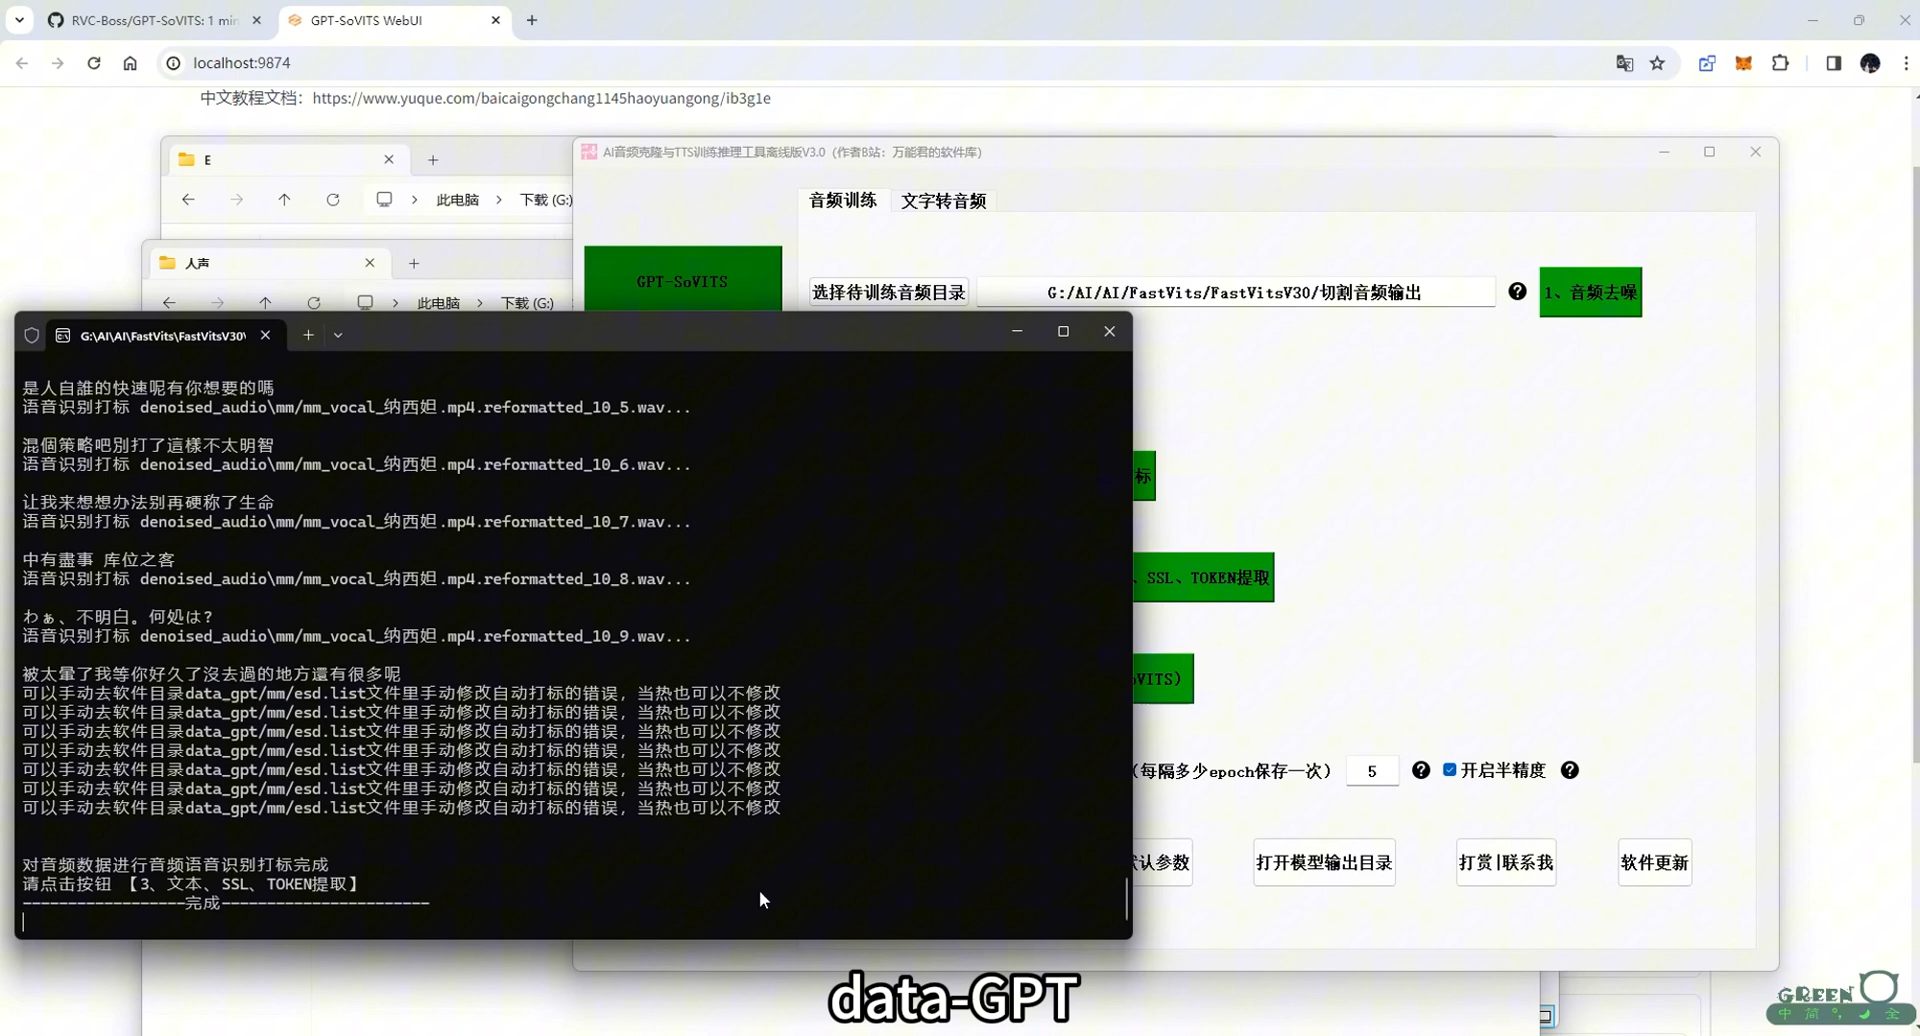 RVC-Boss/GPT-SoVITS: 1 min
GPT-SoVITS WebUI
localhost:9874
中文教程文档：https://www.yuque.com/baicaigongchang1145haoyuangong/ib3g1e
E
此电脑
下载 (G:)
人声
此电脑
下载 (G:)
AI音频克隆与TTS训练推理工具离线版V3.0（作者B站：万能君的软件库）
音频训练
文字转音频
GPT-SoVITS
选择待训练音频目录
G:/AI/AI/FastVits/FastVitsV30/切割音频输出
1、音频去噪
标
、SSL、TOKEN提取
oVITS）
（每隔多少epoch保存一次）
5
开启半精度
认参数
打开模型输出目录
打赏|联系我
软件更新
G:\AI\AI\FastVits\FastVitsV30\
是人自誰的快速呢有你想要的嗎
语音识别打标 denoised_audio\mm/mm_vocal_纳西妲.mp4.reformatted_10_5.wav...
混個策略吧別打了這樣不太明智
语音识别打标 denoised_audio\mm/mm_vocal_纳西妲.mp4.reformatted_10_6.wav...
让我来想想办法别再硬称了生命
语音识别打标 denoised_audio\mm/mm_vocal_纳西妲.mp4.reformatted_10_7.wav...
中有盡事 库位之客
语音识别打标 denoised_audio\mm/mm_vocal_纳西妲.mp4.reformatted_10_8.wav...
わぁ、不明白。何処は?
语音识别打标 denoised_audio\mm/mm_vocal_纳西妲.mp4.reformatted_10_9.wav...
被太暈了我等你好久了沒去過的地方還有很多呢
可以手动去软件目录data_gpt/mm/esd.list文件里手动修改自动打标的错误，当热也可以不修改
可以手动去软件目录data_gpt/mm/esd.list文件里手动修改自动打标的错误，当热也可以不修改
可以手动去软件目录data_gpt/mm/esd.list文件里手动修改自动打标的错误，当热也可以不修改
可以手动去软件目录data_gpt/mm/esd.list文件里手动修改自动打标的错误，当热也可以不修改
可以手动去软件目录data_gpt/mm/esd.list文件里手动修改自动打标的错误，当热也可以不修改
可以手动去软件目录data_gpt/mm/esd.list文件里手动修改自动打标的错误，当热也可以不修改
可以手动去软件目录data_gpt/mm/esd.list文件里手动修改自动打标的错误，当热也可以不修改
对音频数据进行音频语音识别打标完成
请点击按钮 【3、文本、SSL、TOKEN提取】
------------------完成-----------------------
data-GPT
GREEN
中 简 °, 全